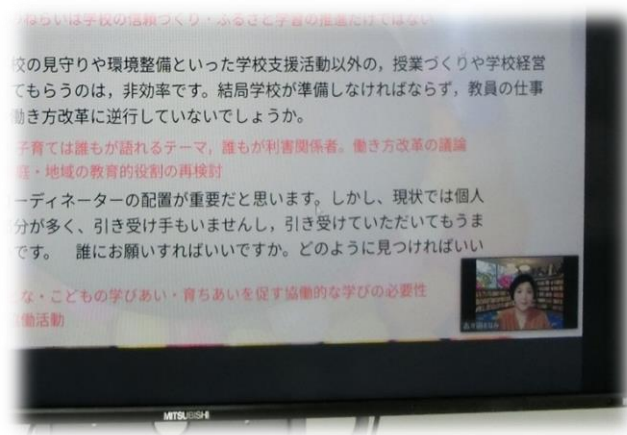 ねらいは学校の信頼づくり・ふるさと学習の推進だけではない
校の見守りや環境整備といった学校支援活動以外の，授業づくりや学校経営
てもらうのは，非効率です。結局学校が準備しなければならず，教員の仕事
働き方改革に逆行していないでしょうか。
子育ては誰もが語れるテーマ，誰もが利害関係者。働き方改革の議論
庭・地域の教育的役割の再検討
ーディネーターの配置が重要だと思います。しかし、現状では個人
分が多く、引き受け手もいませんし，引き受けていただいてもうま
です。　誰にお願いすればいいですか。どのように見つければいい
な・こどもの学びあい・育ちあいを促す協働的な学びの必要性
協働活動
MITSUBISHI